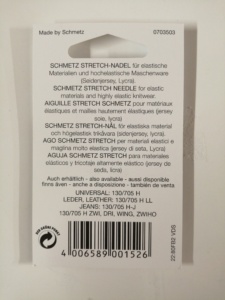 Made by Schmetz 0703503
SCHMETZ STRETCH-NADEL für elastische
Materialien und hochelastische Maschenware
(Seidenjersey, Lycra).
SCHMETZ STRETCH NEEDLE for elastic
materials and highly elastic knitwear.
AIGUILLE STRETCH SCHMETZ pour matériaux
élastiques et mailles hautement élastiques (jersey
soie, lycra)
SCHMETZ STRETCH-NÅL för elastiska material
och högelastisk trikåvara (sidenjersey, lycra).
AGO SCHMETZ STRETCH per materiali elastici e
maglina molto elastica (jersey di seta, Lycra)
AGUJA SCHMETZ STRETCH para materiales
elásticos y tricotaje altamente elástico (jersey de
seda, licra)
Auch erhältlich - also available - disponible
finns även - anche a disposizione - tambien de venta
UNIVERSAL: 130/705 H
LEDER, LEATHER: 130/705 H LL
JEANS: 130/705 H-J
130/705 H ZWI, DRI, WING, ZWIHO
4 006589 001526